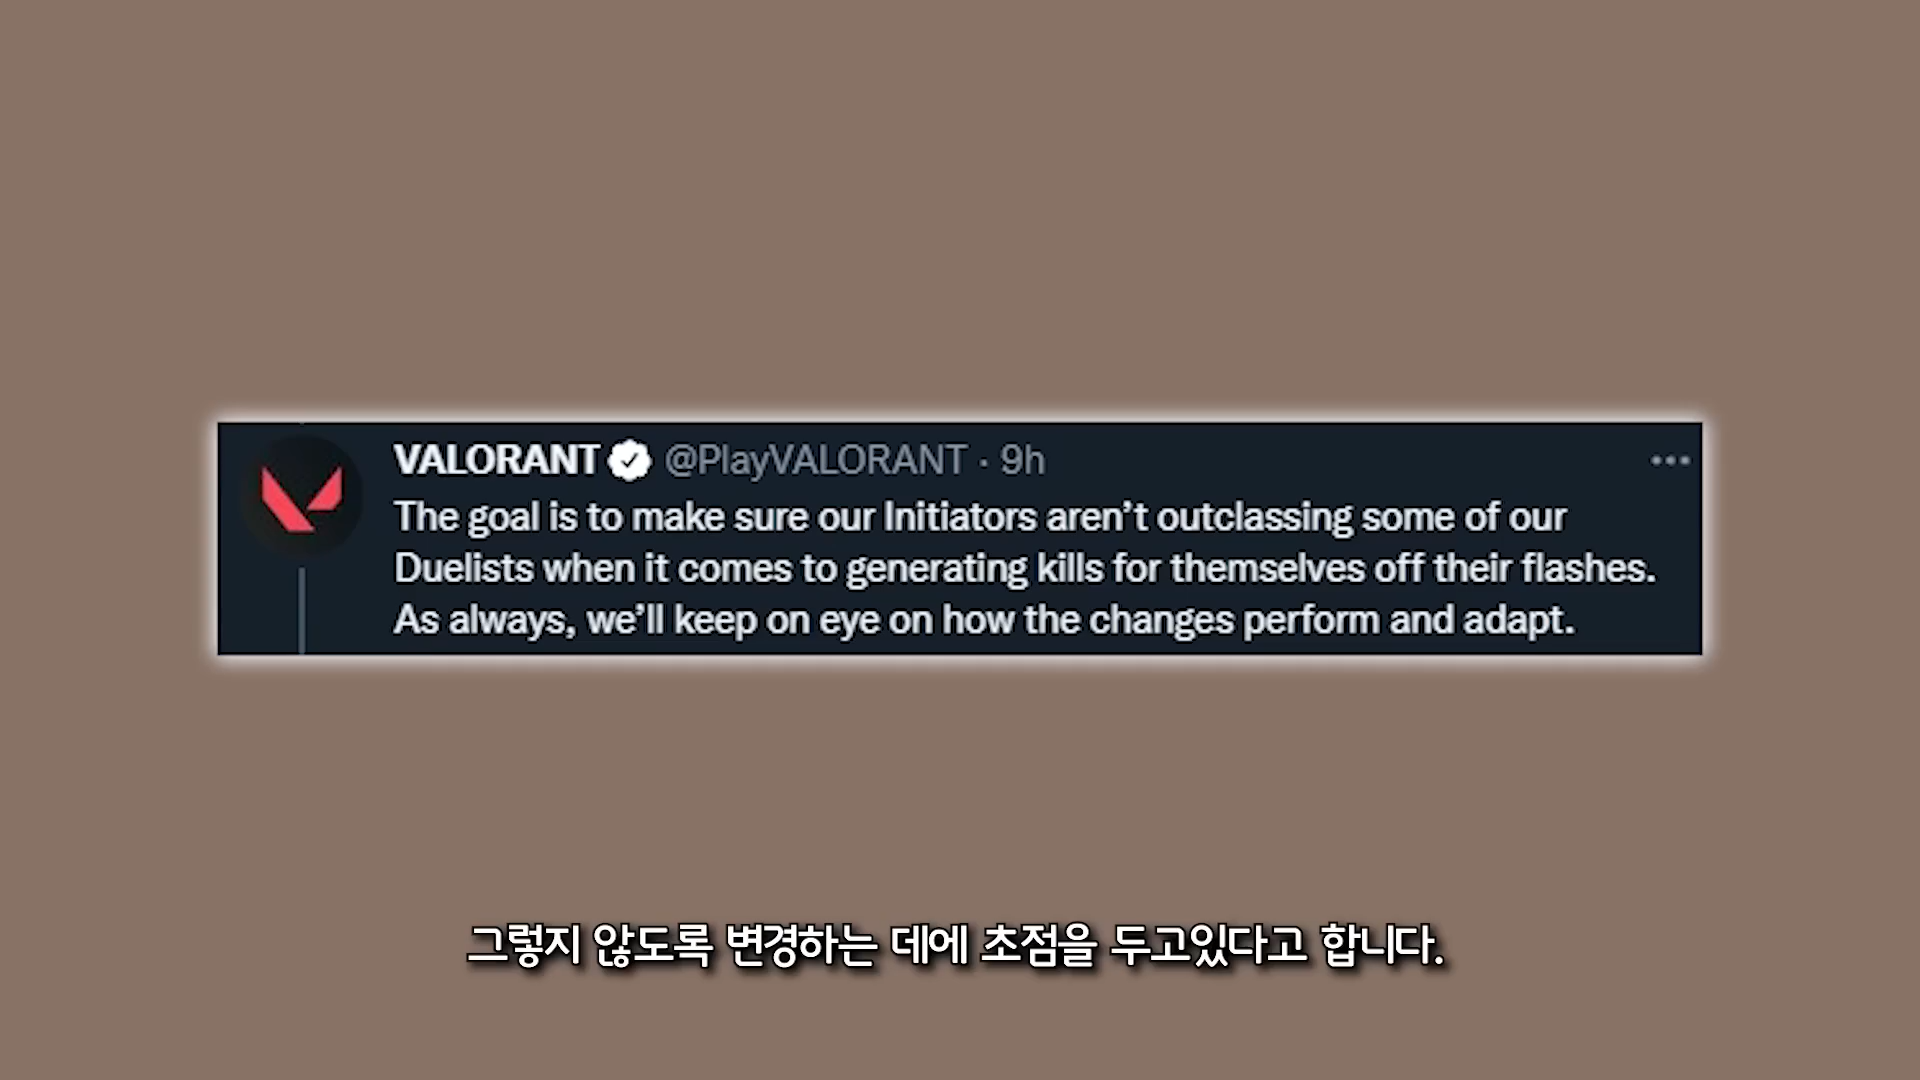 VALORANT @PlayVALORANT · 9h
The goal is to make sure our Initiators aren’t outclassing some of our
Duelists when it comes to generating kills for themselves off their flashes.
As always, we’ll keep on eye on how the changes perform and adapt.
그렇지 않도록 변경하는 데에 초점을 두고있다고 합니다.